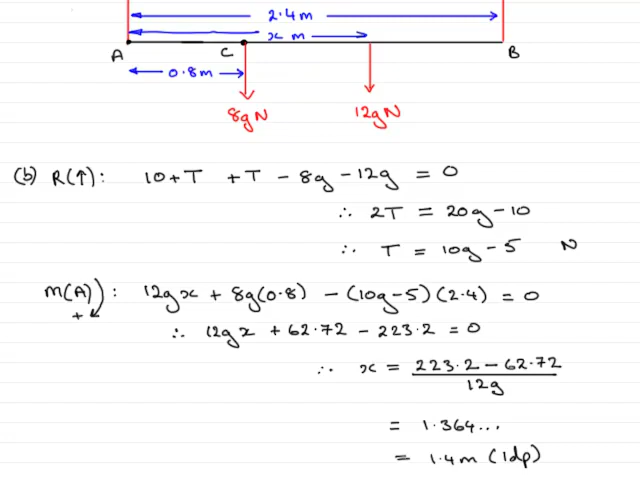 2.4m
x m
A C B
0.8m
8gN 12gN
(b) R(↑): 10+T +T - 8g - 12g = 0
∴ 2T = 20g - 10
∴ T = 10g - 5 N
M(A) +: 12gx + 8g(0.8) - (10g-5)(2.4) = 0
∴ 12gx + 62.72 - 223.2 = 0
∴ x = 223.2 - 62.72 / 12g
= 1.364...
= 1.4m (1dp)